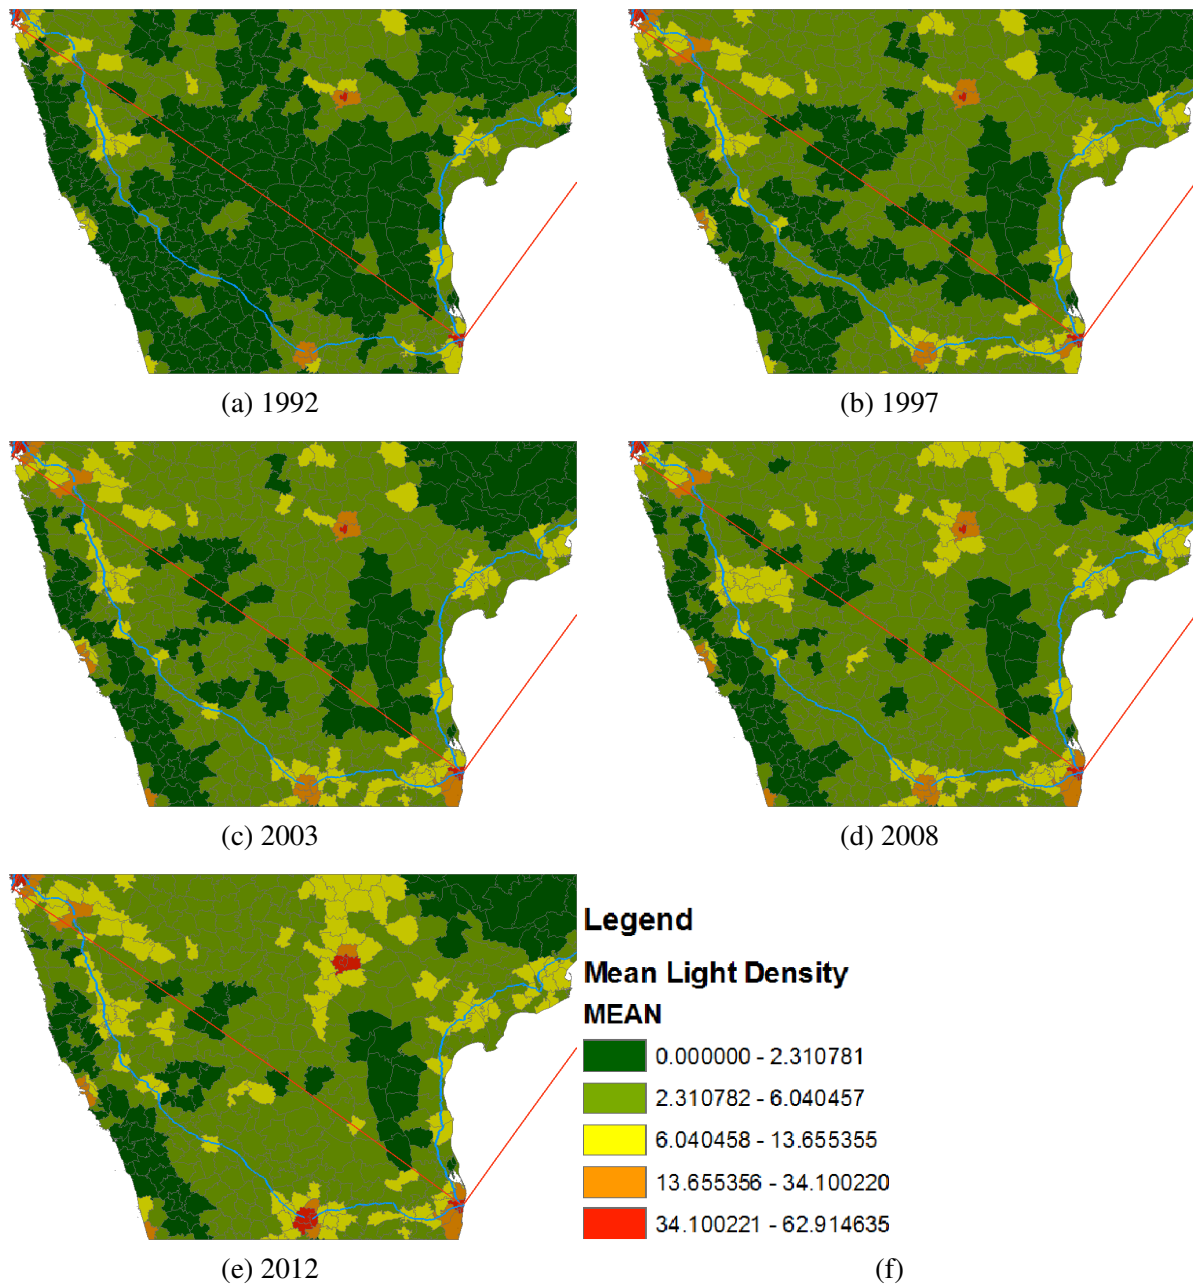 (a) 1992
(b) 1997
(c) 2003
(d) 2008
Legend
Mean Light Density
MEAN
0.000000 - 2.310781
2.310782 - 6.040457
6.040458 - 13.655355
13.655356 - 34.100220
34.100221 - 62.914635
(e) 2012
(f)